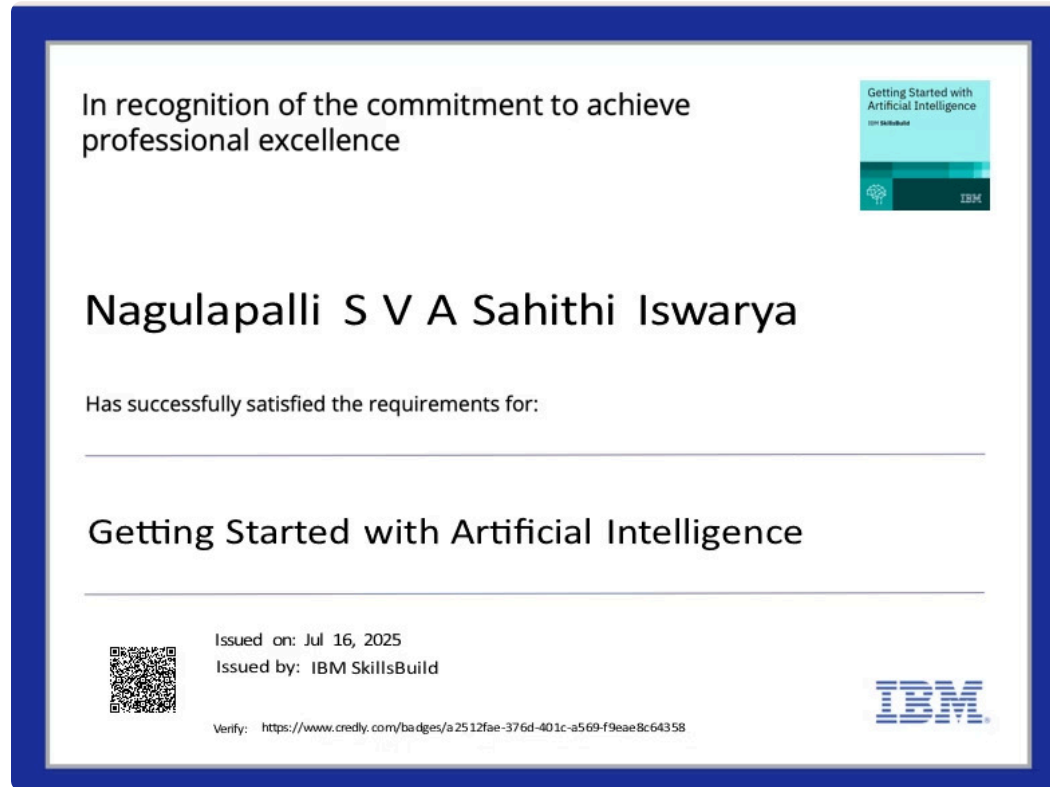 In recognition of the commitment to achieve
professional excellence
Getting Started with
Artificial Intelligence
IBM SkillsBuild
IBM
Nagulapalli S V A Sahithi Iswarya
Has successfully satisfied the requirements for:
Getting Started with Artificial Intelligence
Issued on: Jul 16, 2025
Issued by: IBM SkillsBuild
Verify: https://www.credly.com/badges/a2512fae-376d-401c-a569-f9eae8c64358
IBM.